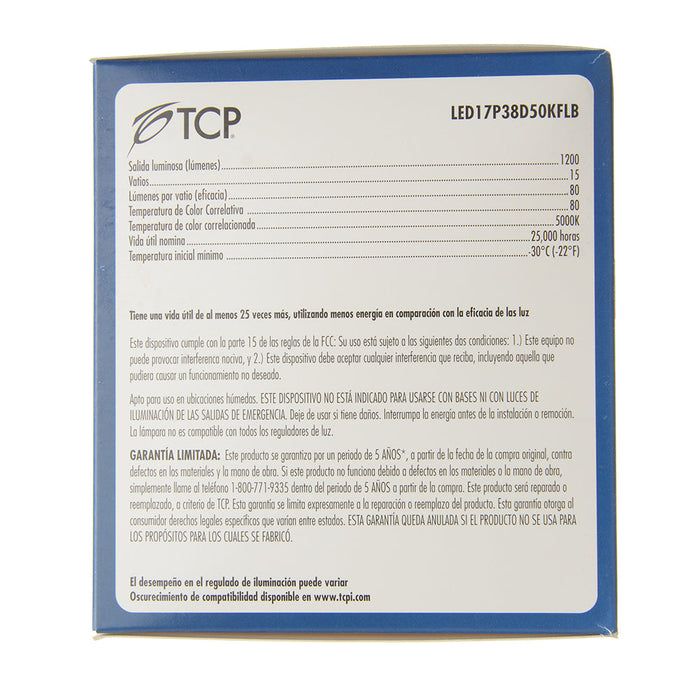 TCP
LED17P38D50KFLB
Salida luminosa (lúmenes) 1200
Vatios 15
Lúmenes por vatio (eficacia) 80
Temperatura de Color Correlativa 80
Temperatura de color correlacionada 5000K
Vida útil nomina 25,000 horas
Temperatura inicial mínimo -30°C (-22°F)
Tiene una vida útil de al menos 25 veces más, utilizando menos energía en comparación con la eficacia de las luz
Este dispositivo cumple con la parte 15 de las reglas de la FCC: Su uso está sujeto a las siguientes dos condiciones: 1.) Este equipo no
puede provocar interferencia nociva, y 2.) Este dispositivo debe aceptar cualquier interferencia que reciba, incluyendo aquella que
pudiera causar un funcionamiento no deseado.
Apto para uso en ubicaciones húmedas. ESTE DISPOSITIVO NO ESTÁ INDICADO PARA USARSE CON BASES NI CON LUCES DE
ILUMINACIÓN DE LAS SALIDAS DE EMERGENCIA. Deje de usar si tiene daños. Interrumpa la energía antes de la instalación o remoción.
La lámpara no es compatible con todos los reguladores de luz.
GARANTÍA LIMITADA: Este producto se garantiza por un periodo de 5 AÑOS*, a partir de la fecha de la compra original, contra
defectos en los materiales y la mano de obra. Si este producto no funciona debido a defectos en los materiales o la mano de obra,
simplemente llame al teléfono 1-800-771-9335 dentro del periodo de 5 AÑOS a partir de la compra. Este producto será reparado o
reemplazado, a criterio de TCP. Esta garantía se limita expresamente a la reparación o reemplazo del producto. Esta garantía otorga al
consumidor derechos legales específicos que varian entre estados. ESTA GARANTÍA QUEDA ANULADA SI EL PRODUCTO NO SE USA PARA
LOS PROPÓSITOS PARA LOS CUALES SE FABRICÓ.
El desempeño en el regulado de iluminación puede variar
Oscurecimiento de compatibilidad disponible en www.tcpi.com